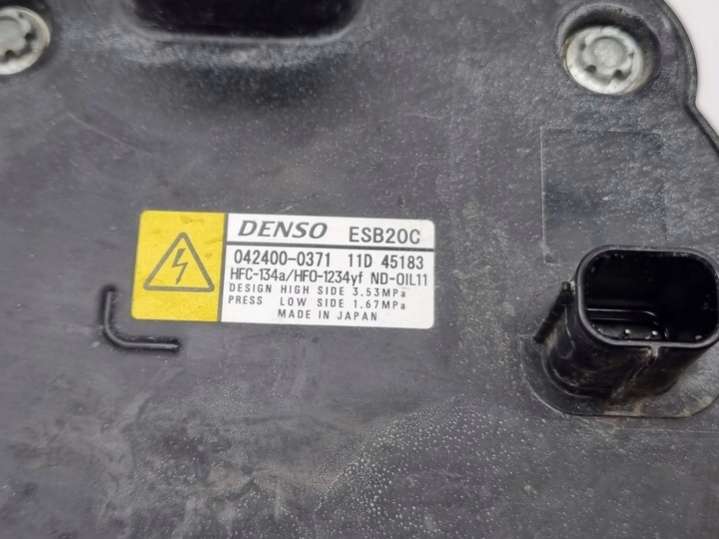 DENSO ESB20C
042400-0371 11D 45183
HFC-134a/HFO-1234yf ND-OIL11
DESIGN HIGH SIDE 3.53MPa
PRESS LOW SIDE 1.67MPa
MADE IN JAPAN